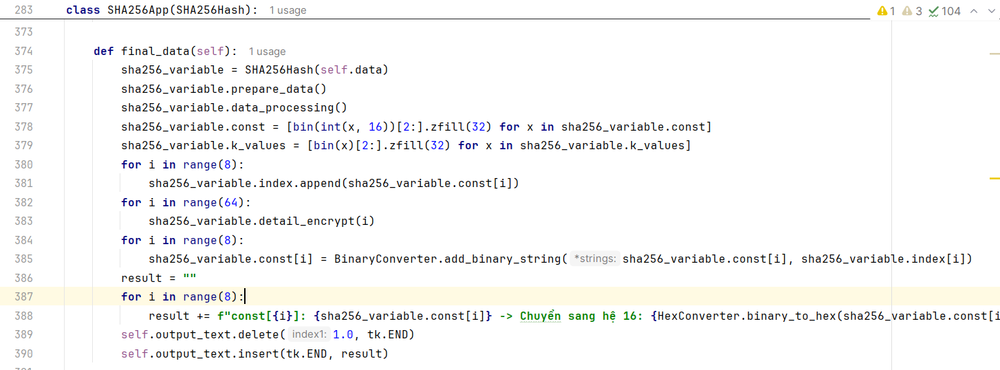 283 class SHA256App(SHA256Hash): 1 usage 1 3 104
373
374 def final_data(self): 1 usage
375 sha256_variable = SHA256Hash(self.data)
376 sha256_variable.prepare_data()
377 sha256_variable.data_processing()
378 sha256_variable.const = [bin(int(x, 16))[2:].zfill(32) for x in sha256_variable.const]
379 sha256_variable.k_values = [bin(x)[2:].zfill(32) for x in sha256_variable.k_values]
380 for i in range(8):
381 sha256_variable.index.append(sha256_variable.const[i])
382 for i in range(64):
383 sha256_variable.detail_encrypt(i)
384 for i in range(8):
385 sha256_variable.const[i] = BinaryConverter.add_binary_string( *strings: sha256_variable.const[i], sha256_variable.index[i])
386 result = ""
387 for i in range(8):
388 result += f"const[{i}]: {sha256_variable.const[i]} -> Chuyển sang hệ 16: {HexConverter.binary_to_hex(sha256_variable.const[i
389 self.output_text.delete( index1: 1.0, tk.END)
390 self.output_text.insert(tk.END, result)